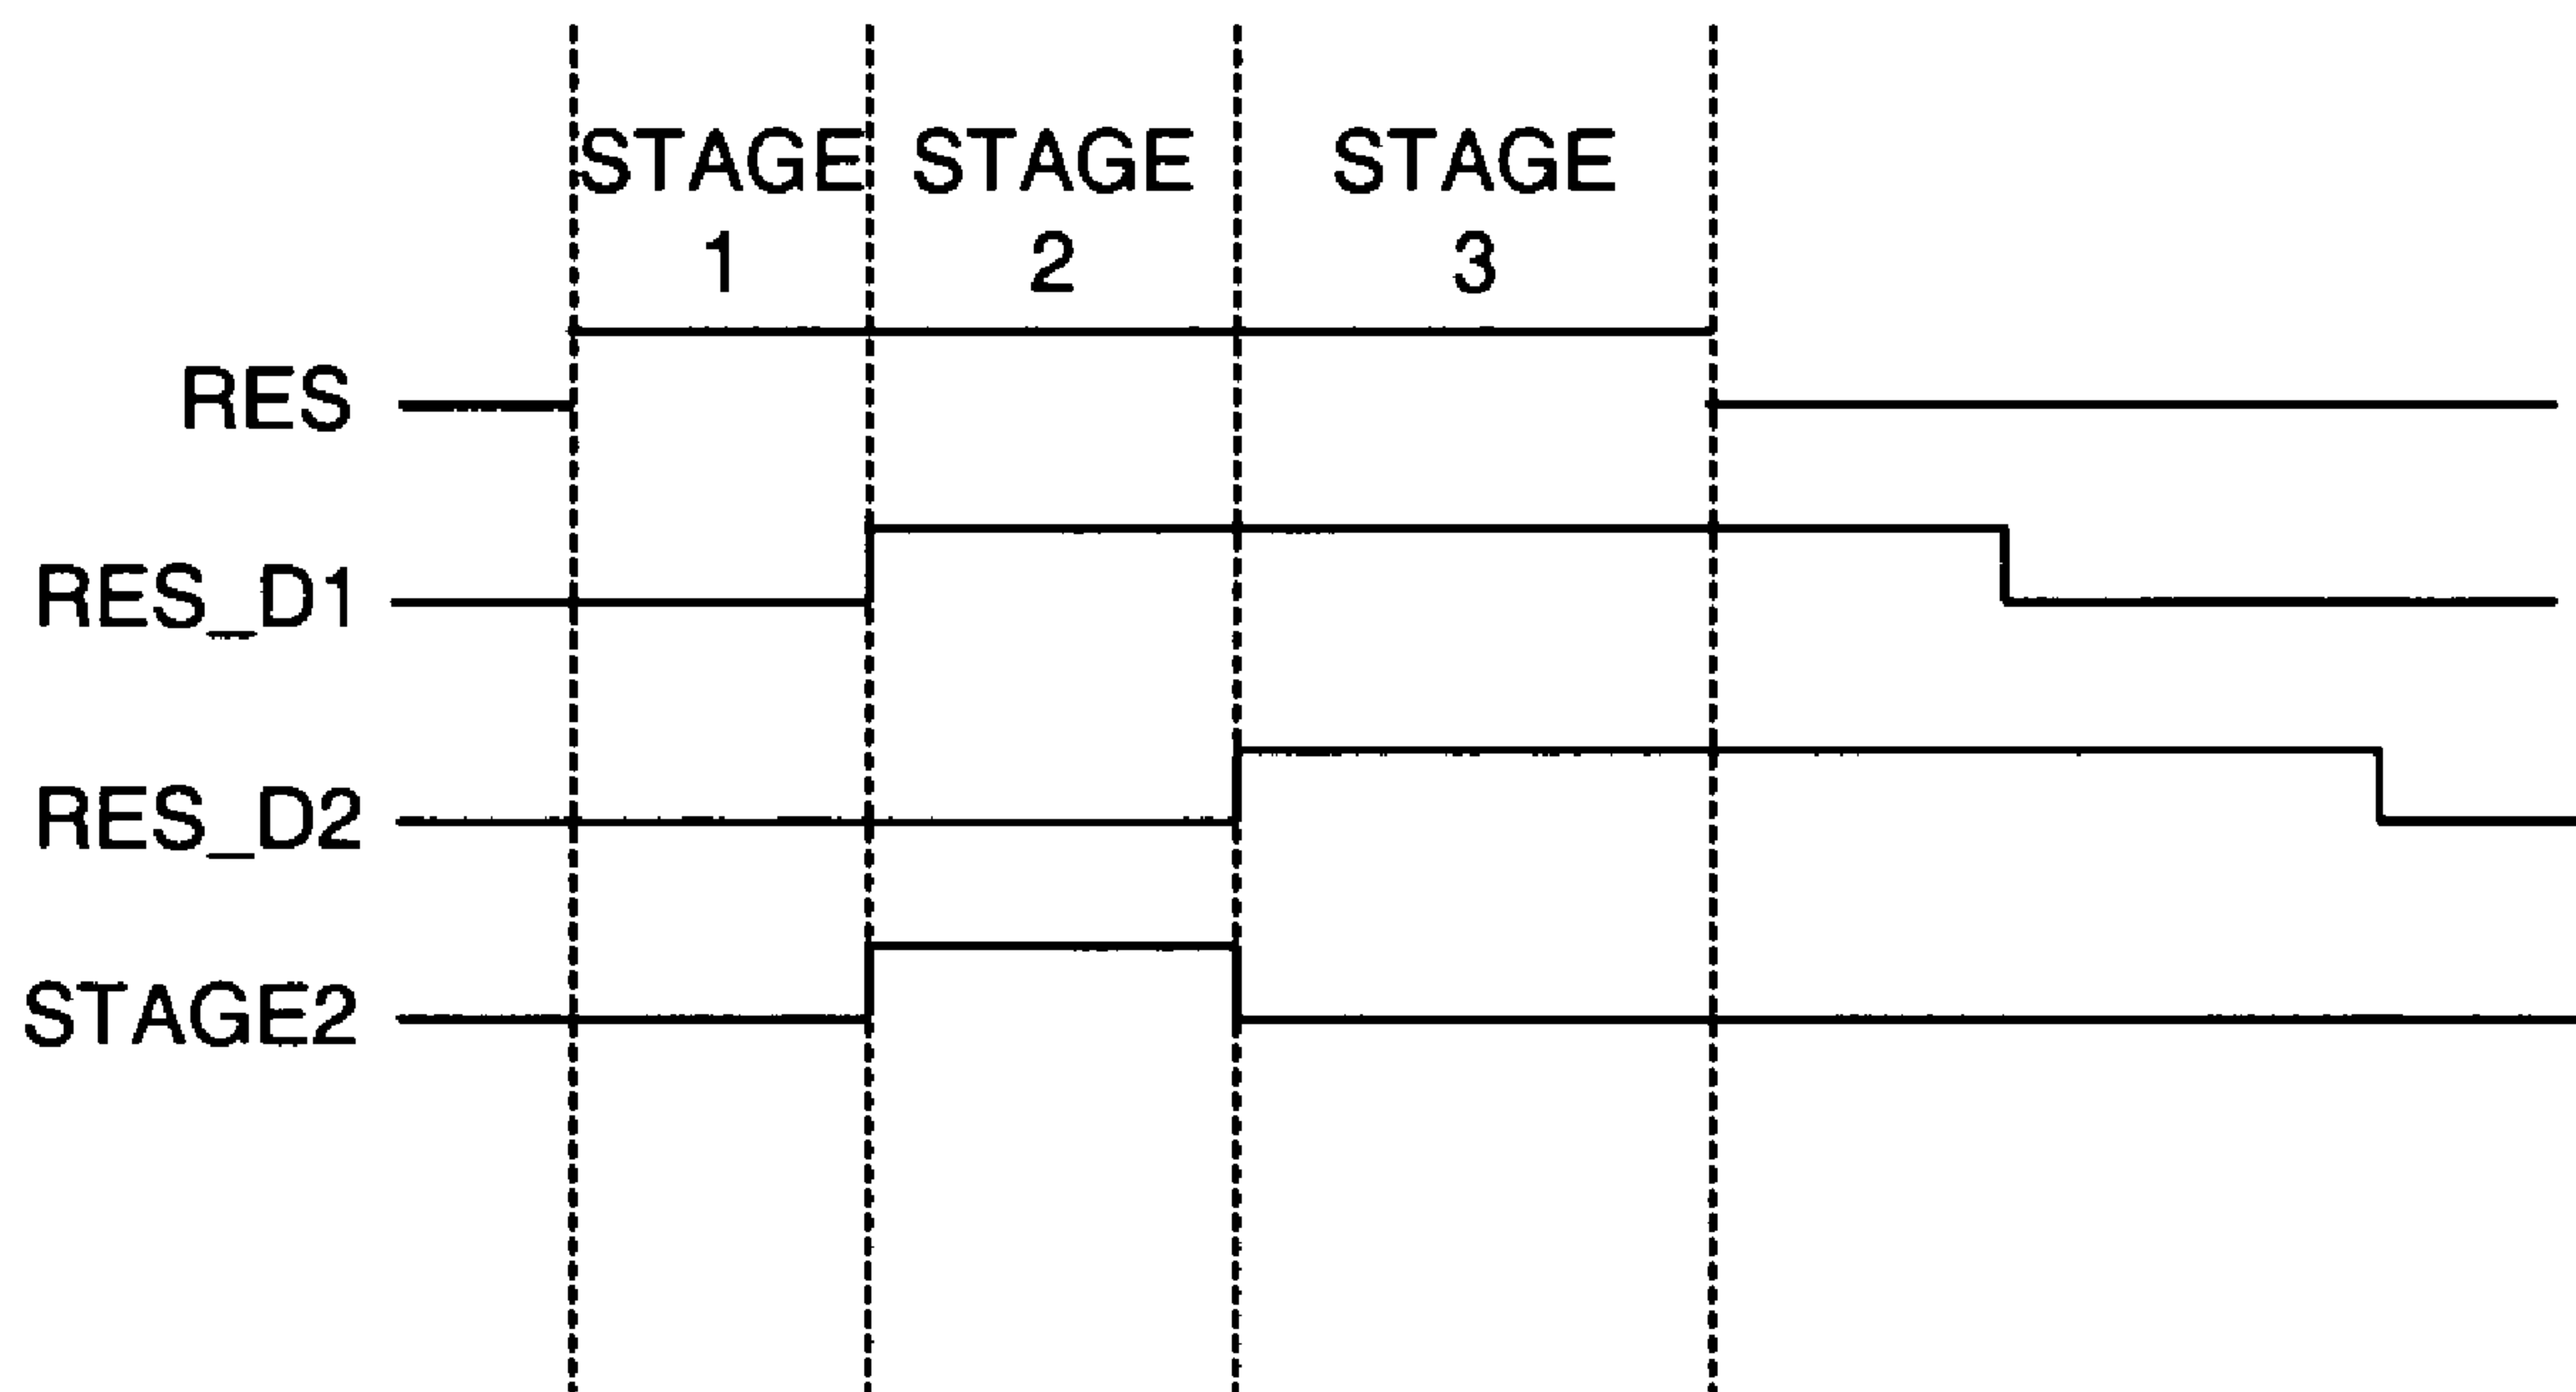 STAGE STAGE STAGE
1 2 3
RES
RES_D1
RES_D2
STAGE2